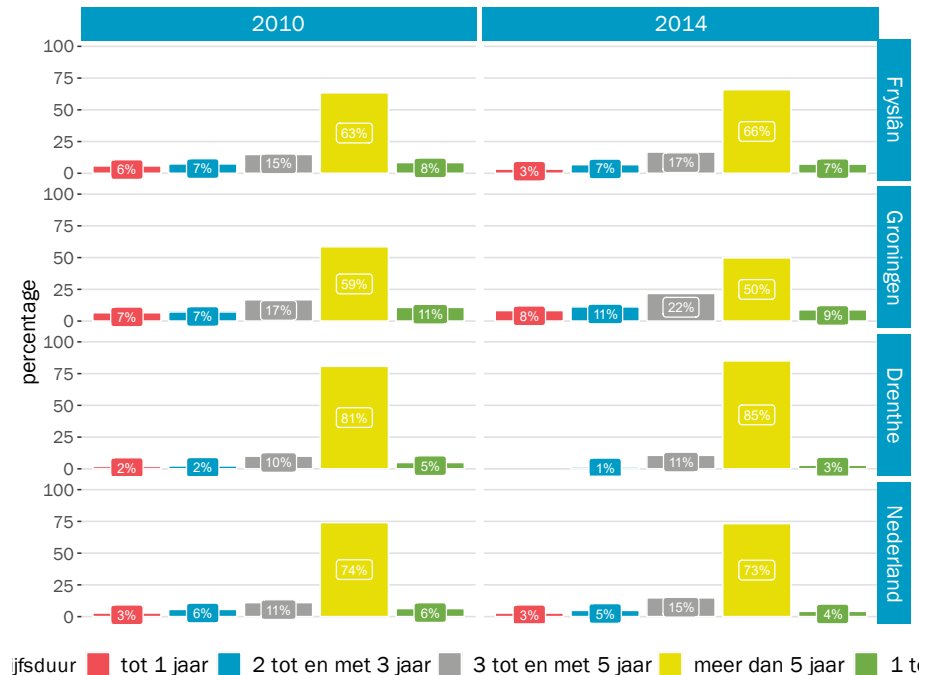 2010 2014
100
75
50
25
0
6% 7% 15% 63% 8%
3% 7% 17% 66% 7%
Fryslân
100
75
50
25
0
7% 7% 17% 59% 11%
8% 11% 22% 50% 9%
Groningen
100
75
50
25
0
2% 2% 10% 81% 5%
1% 11% 85% 3%
Drenthe
100
75
50
25
0
3% 6% 11% 74% 6%
3% 5% 15% 73% 4%
Nederland
percentage
ijfsduur tot 1 jaar 2 tot en met 3 jaar 3 tot en met 5 jaar meer dan 5 jaar 1